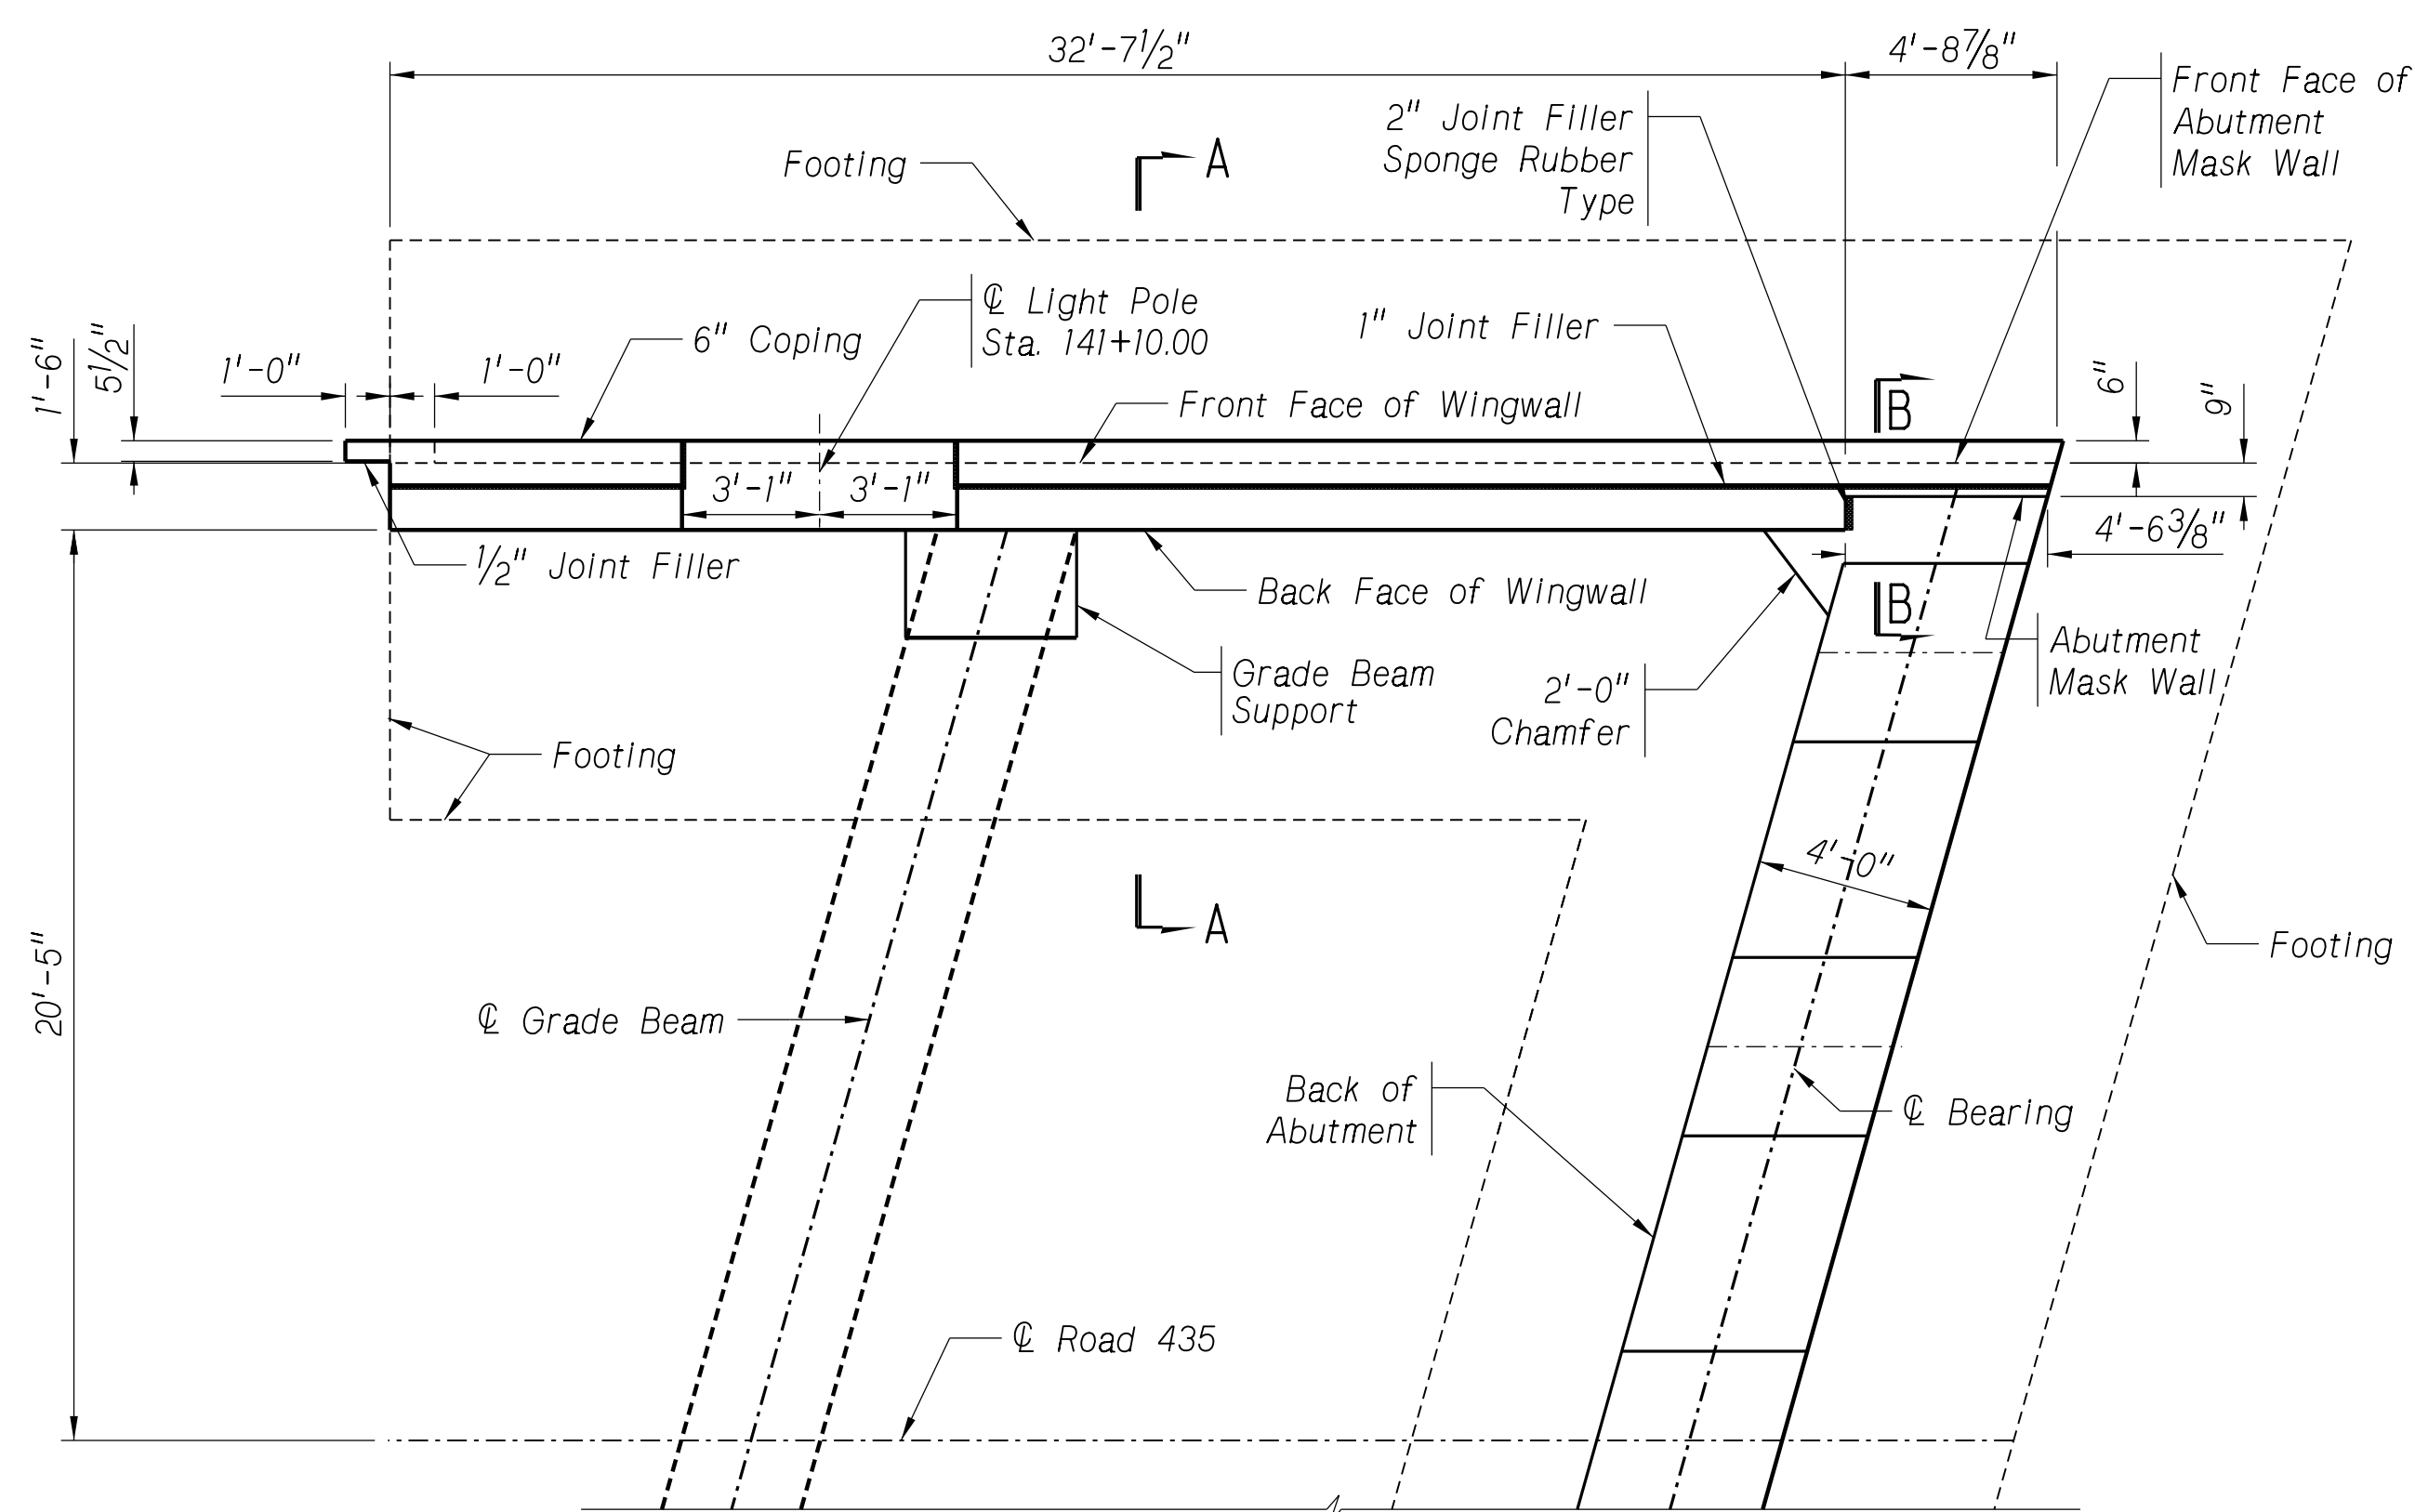 32'-7½"
4'-8⅞"
Front Face of
Abutment
Mask Wall
2" Joint Filler
Sponge Rubber
Type
Footing
A
℄ Light Pole
Sta. 141+10.00
1" Joint Filler
6" Coping
1'-6"
5½"
1'-0"
1'-0"
Front Face of Wingwall
B
6"
9"
3'-1"
3'-1"
4'-6⅜"
½" Joint Filler
Back Face of Wingwall
B
Abutment
Mask Wall
Grade Beam
Support
2'-0"
Chamfer
Footing
4'-0"
A
Footing
20'-5"
℄ Grade Beam
Back of
Abutment
℄ Bearing
℄ Road 435